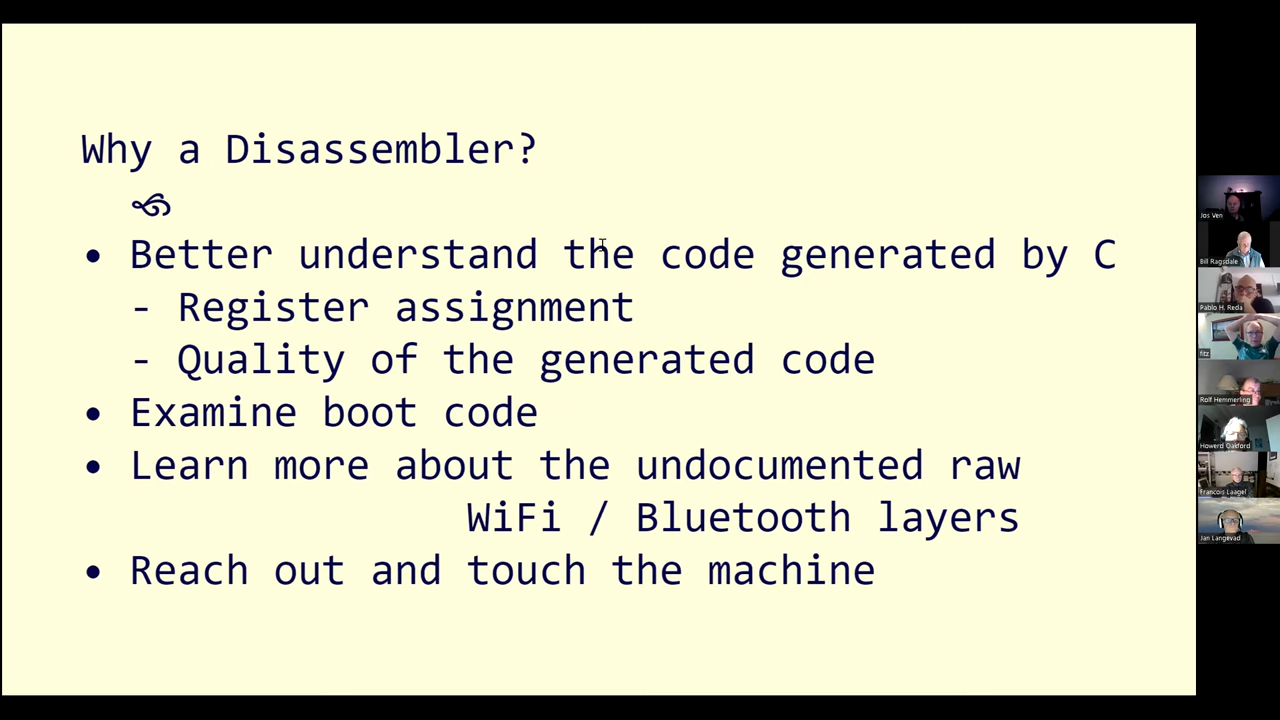 Why a Disassembler?
• Better understand the code generated by C
- Register assignment
- Quality of the generated code
• Examine boot code
• Learn more about the undocumented raw
WiFi / Bluetooth layers
• Reach out and touch the machine
Jos Ven
Bill Ragsdale
Pablo H. Reda
fitz
Rolf Hemmerling
Howerd Oakford
Francois Laagel
Jan Langevad